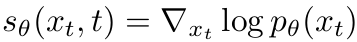 s_θ(x_t, t) = ∇_{x_t} log p_θ(x_t)